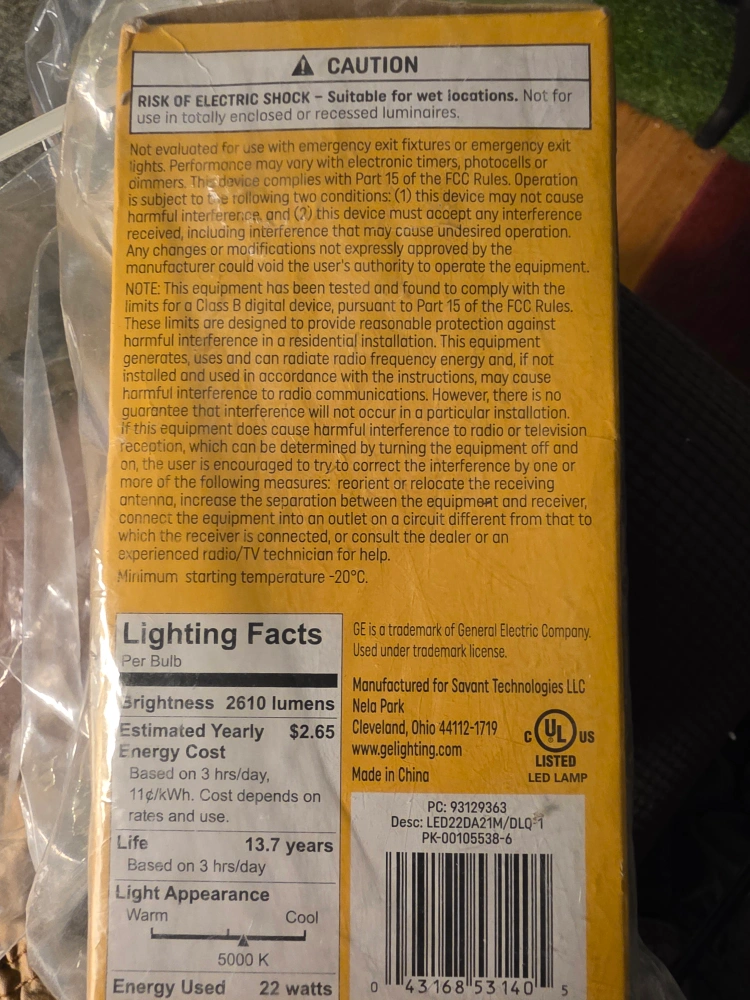 ⚠ CAUTION
RISK OF ELECTRIC SHOCK – Suitable for wet locations. Not for
use in totally enclosed or recessed luminaires.
Not evaluated for use with emergency exit fixtures or emergency exit
lights. Performance may vary with electronic timers, photocells or
dimmers. This device complies with Part 15 of the FCC Rules. Operation
is subject to the following two conditions: (1) this device may not cause
harmful interference, and (2) this device must accept any interference
received, including interference that may cause undesired operation.
Any changes or modifications not expressly approved by the
manufacturer could void the user's authority to operate the equipment.
NOTE: This equipment has been tested and found to comply with the
limits for a Class B digital device, pursuant to Part 15 of the FCC Rules.
These limits are designed to provide reasonable protection against
harmful interference in a residential installation. This equipment
generates, uses and can radiate radio frequency energy and, if not
installed and used in accordance with the instructions, may cause
harmful interference to radio communications. However, there is no
guarantee that interference will not occur in a particular installation.
If this equipment does cause harmful interference to radio or television
reception, which can be determined by turning the equipment off and
on, the user is encouraged to try to correct the interference by one or
more of the following measures: reorient or relocate the receiving
antenna, increase the separation between the equipment and receiver,
connect the equipment into an outlet on a circuit different from that to
which the receiver is connected, or consult the dealer or an
experienced radio/TV technician for help.
Minimum starting temperature -20°C.
Lighting Facts
Per Bulb
Brightness 2610 lumens
Estimated Yearly $2.65
Energy Cost
Based on 3 hrs/day,
11¢/kWh. Cost depends on
rates and use.
Life 13.7 years
Based on 3 hrs/day
Light Appearance
Warm Cool
5000 K
Energy Used 22 watts
GE is a trademark of General Electric Company.
Used under trademark license.
Manufactured for Savant Technologies LLC
Nela Park
Cleveland, Ohio 44112-1719
www.gelighting.com
Made in China
C UL US
LISTED
LED LAMP
PC: 93129363
Desc: LED22DA21M/DLQ-1
PK-00105538-6
0 43168 53140 5